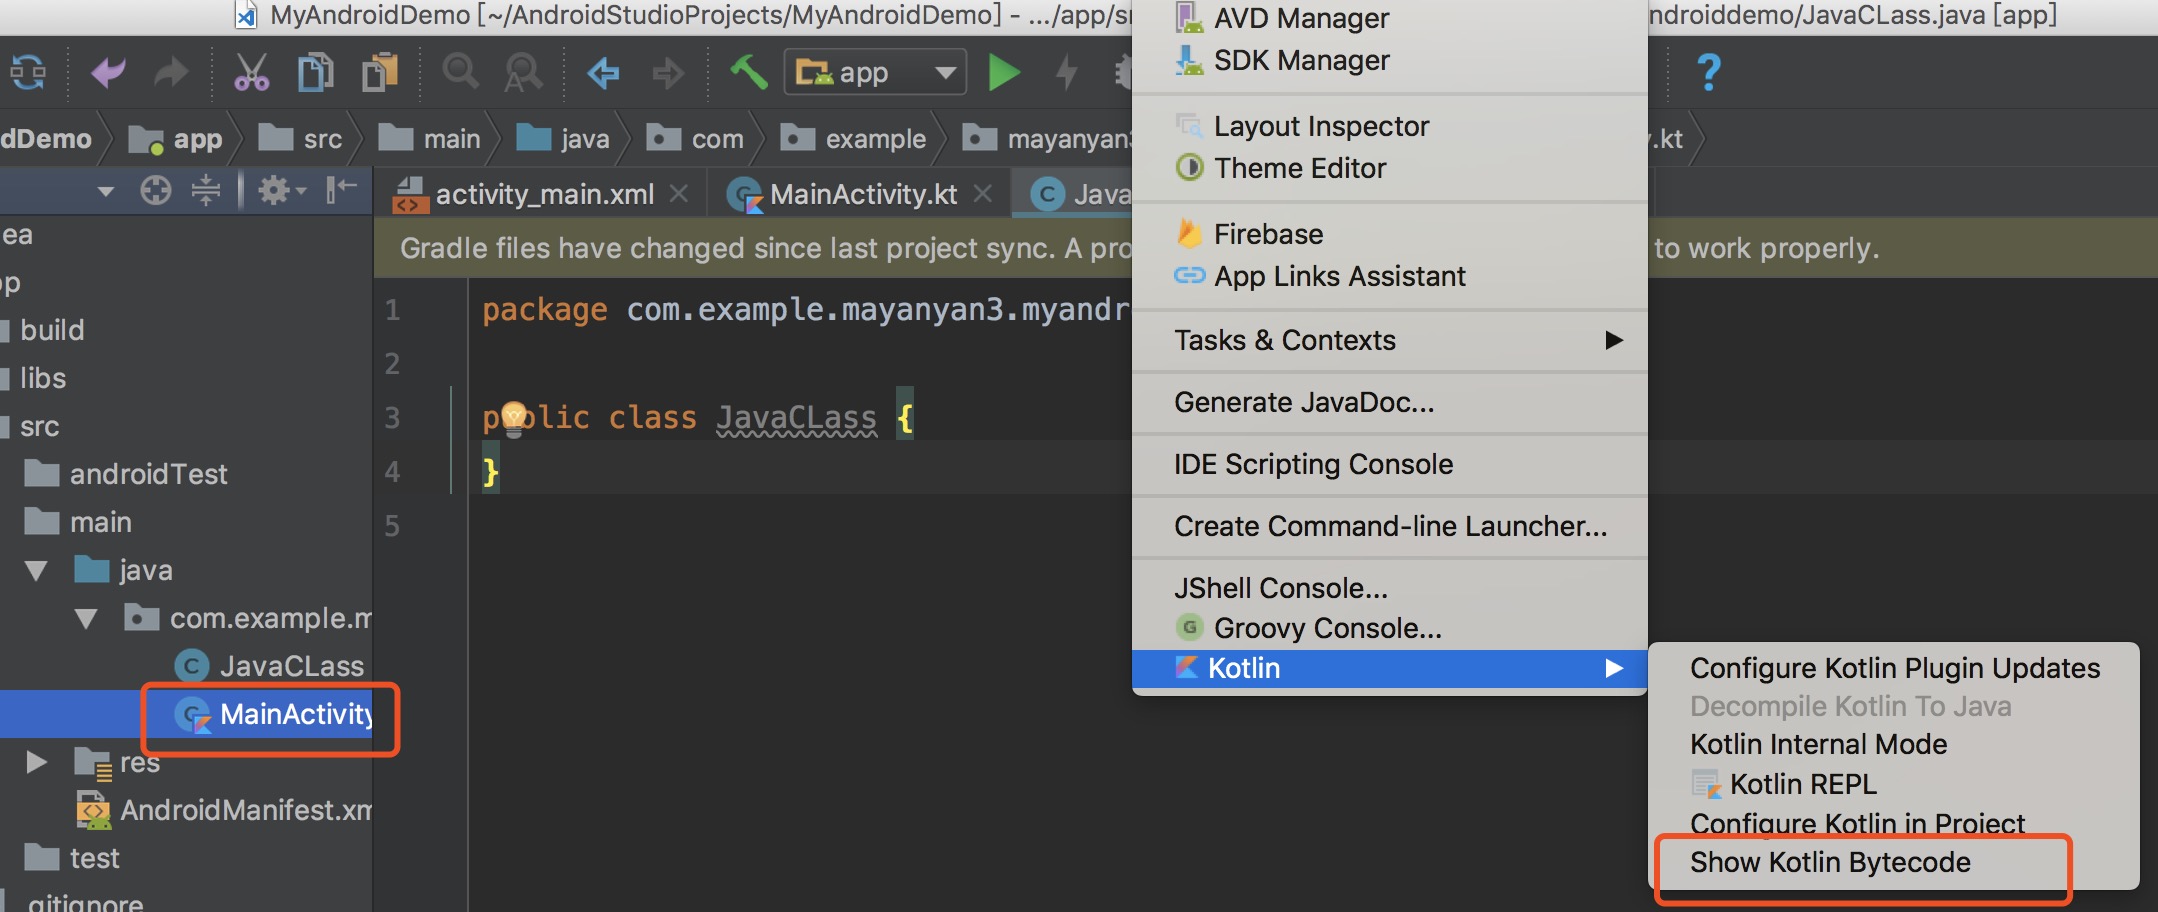 MyAndroidDemo [~/AndroidStudioProjects/MyAndroidDemo] - .../app/sr
ndroiddemo/JavaCLass.java [app]
app
dDemo
app
src
main
java
com
example
mayanyan3
.kt
activity_main.xml
MainActivity.kt
Java
Gradle files have changed since last project sync. A pro
to work properly.
ea
pp
build
libs
src
androidTest
main
java
com.example.m
JavaCLass
MainActivity
res
AndroidManifest.xm
test
.gitignore
1 package com.example.mayanyan3.myandr
2
3 public class JavaCLass {
4 }
5
AVD Manager
SDK Manager
Layout Inspector
Theme Editor
Firebase
App Links Assistant
Tasks & Contexts
Generate JavaDoc...
IDE Scripting Console
Create Command-line Launcher...
JShell Console...
Groovy Console...
Kotlin
Configure Kotlin Plugin Updates
Decompile Kotlin To Java
Kotlin Internal Mode
Kotlin REPL
Configure Kotlin in Project
Show Kotlin Bytecode